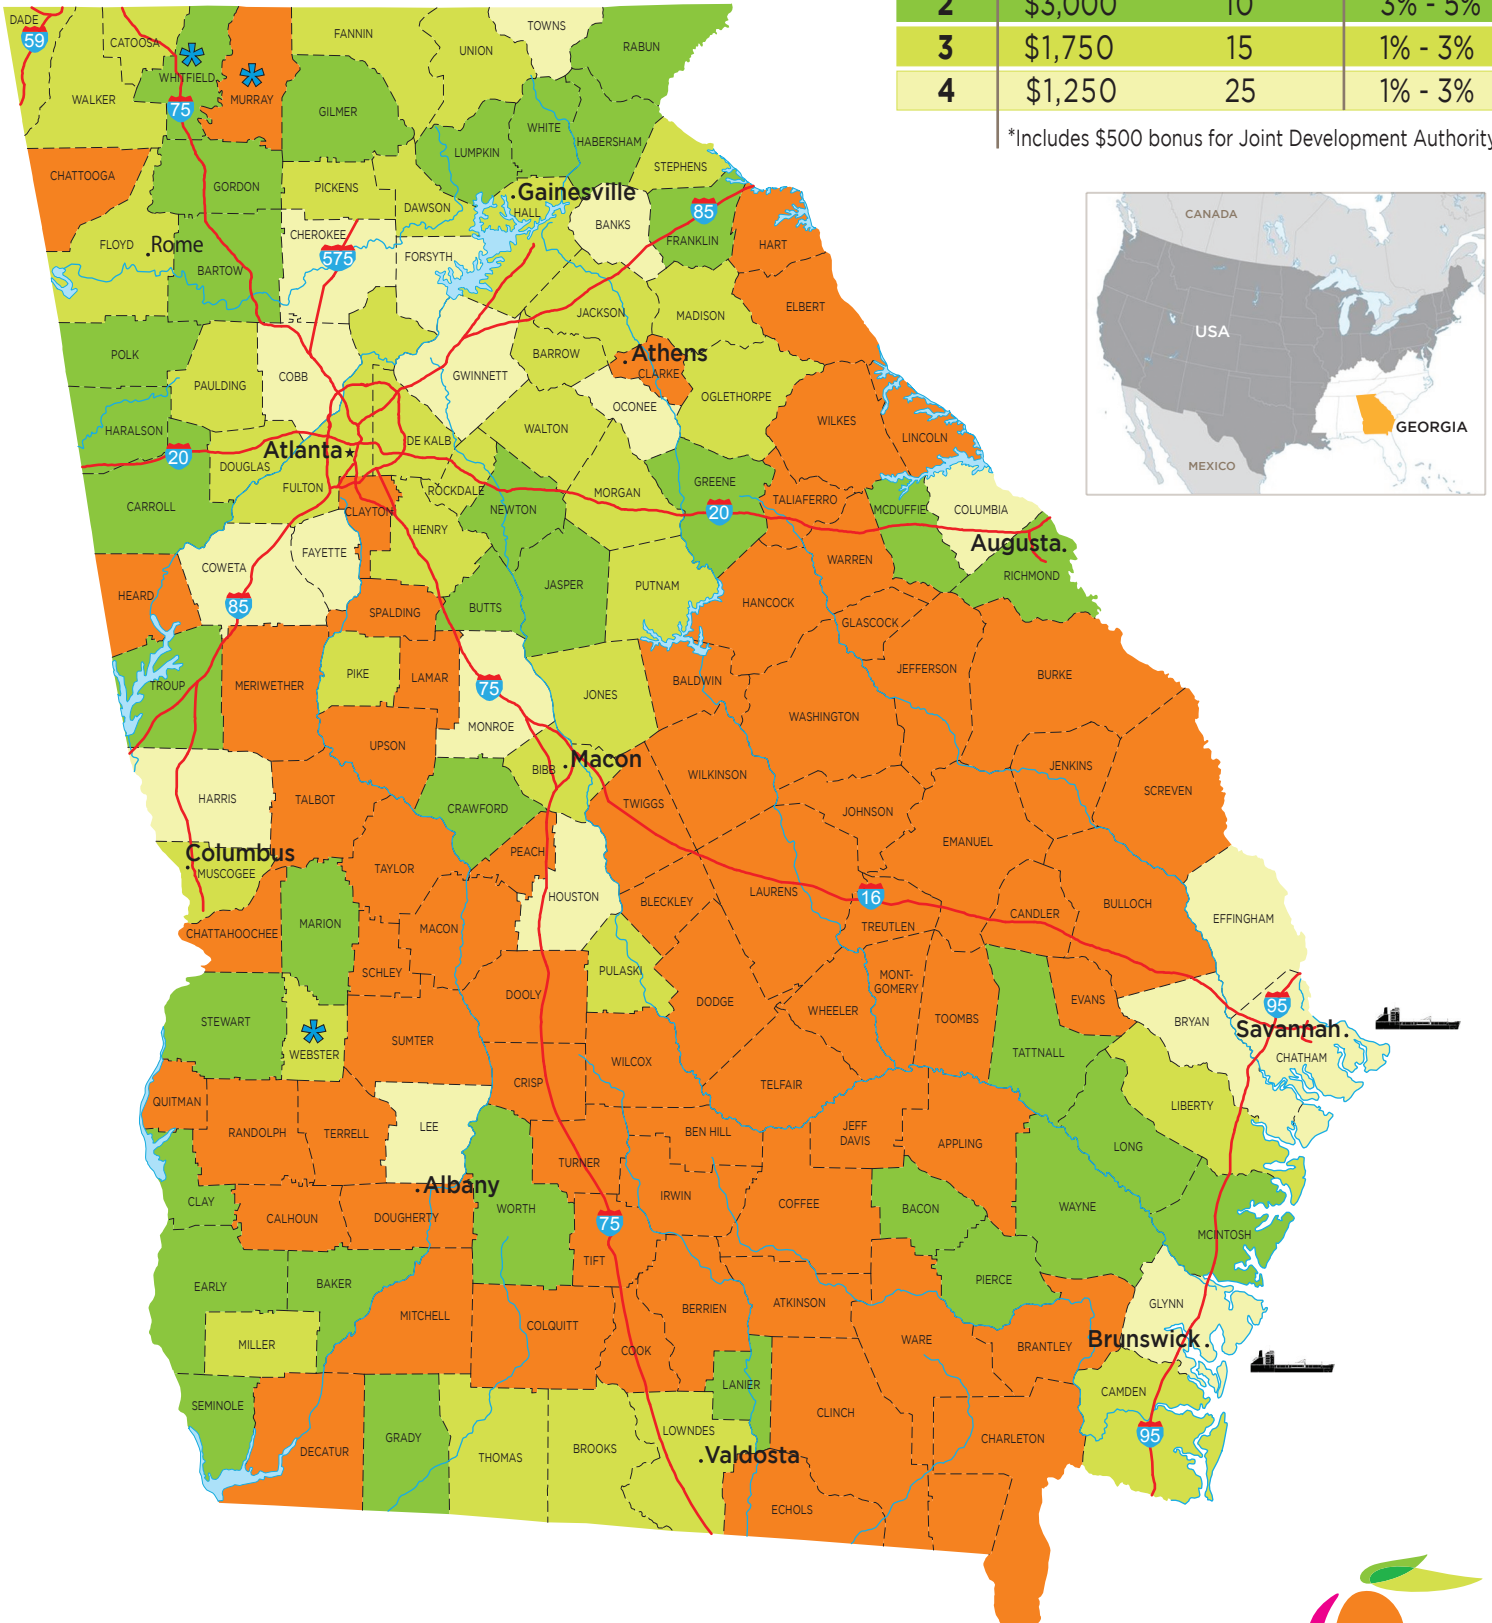 2 $3,000 10 3% - 5%
3 $1,750 15 1% - 3%
4 $1,250 25 1% - 3%
*Includes $500 bonus for Joint Development Authority
CANADA
USA
GEORGIA
MEXICO
DADE
59
CATOOSA
*
WHITFIELD
*
MURRAY
FANNIN
UNION
TOWNS
RABUN
WALKER
75
GILMER
WHITE
LUMPKIN
HABERSHAM
STEPHENS
CHATTOOGA
GORDON
PICKENS
DAWSON
Gainesville
HALL
BANKS
85
FRANKLIN
HART
FLOYD
Rome
CHEROKEE
575
FORSYTH
BARTOW
JACKSON
MADISON
ELBERT
POLK
PAULDING
COBB
GWINNETT
BARROW
Athens
CLARKE
OCONEE
OGLETHORPE
WILKES
LINCOLN
HARALSON
20
DOUGLAS
Atlanta
DE KALB
WALTON
FULTON
CARROLL
CLAYTON
ROCKDALE
HENRY
NEWTON
MORGAN
GREENE
20
TALIAFERRO
MCDUFFIE
COLUMBIA
Augusta
RICHMOND
WARREN
COWETA
FAYETTE
HEARD
85
SPALDING
BUTTS
JASPER
PUTNAM
HANCOCK
GLASCOCK
JEFFERSON
BURKE
TROUP
MERIWETHER
PIKE
LAMAR
75
MONROE
JONES
BALDWIN
WASHINGTON
UPSON
BIBB
Macon
WILKINSON
JENKINS
SCREVEN
HARRIS
TALBOT
CRAWFORD
TWIGGS
JOHNSON
EMANUEL
Columbus
MUSCOGEE
TAYLOR
PEACH
HOUSTON
BLECKLEY
LAURENS
16
TREUTLEN
CANDLER
BULLOCH
EFFINGHAM
CHATTAHOOCHEE
MARION
MACON
SCHLEY
DOOLY
PULASKI
DODGE
WHEELER
MONT-
GOMERY
TOOMBS
EVANS
BRYAN
95
Savannah
CHATHAM
STEWART
*
WEBSTER
SUMTER
CRISP
WILCOX
TELFAIR
TATTNALL
LIBERTY
QUITMAN
RANDOLPH
TERRELL
LEE
TURNER
BEN HILL
JEFF
DAVIS
APPLING
LONG
Albany
CLAY
CALHOUN
DOUGHERTY
WORTH
75
IRWIN
COFFEE
BACON
WAYNE
MCINTOSH
TIFT
EARLY
BAKER
MITCHELL
COLQUITT
BERRIEN
ATKINSON
PIERCE
GLYNN
MILLER
COOK
WARE
BRANTLEY
Brunswick
SEMINOLE
LANIER
CLINCH
CAMDEN
DECATUR
GRADY
THOMAS
BROOKS
LOWNDES
Valdosta
CHARLETON
95
ECHOLS